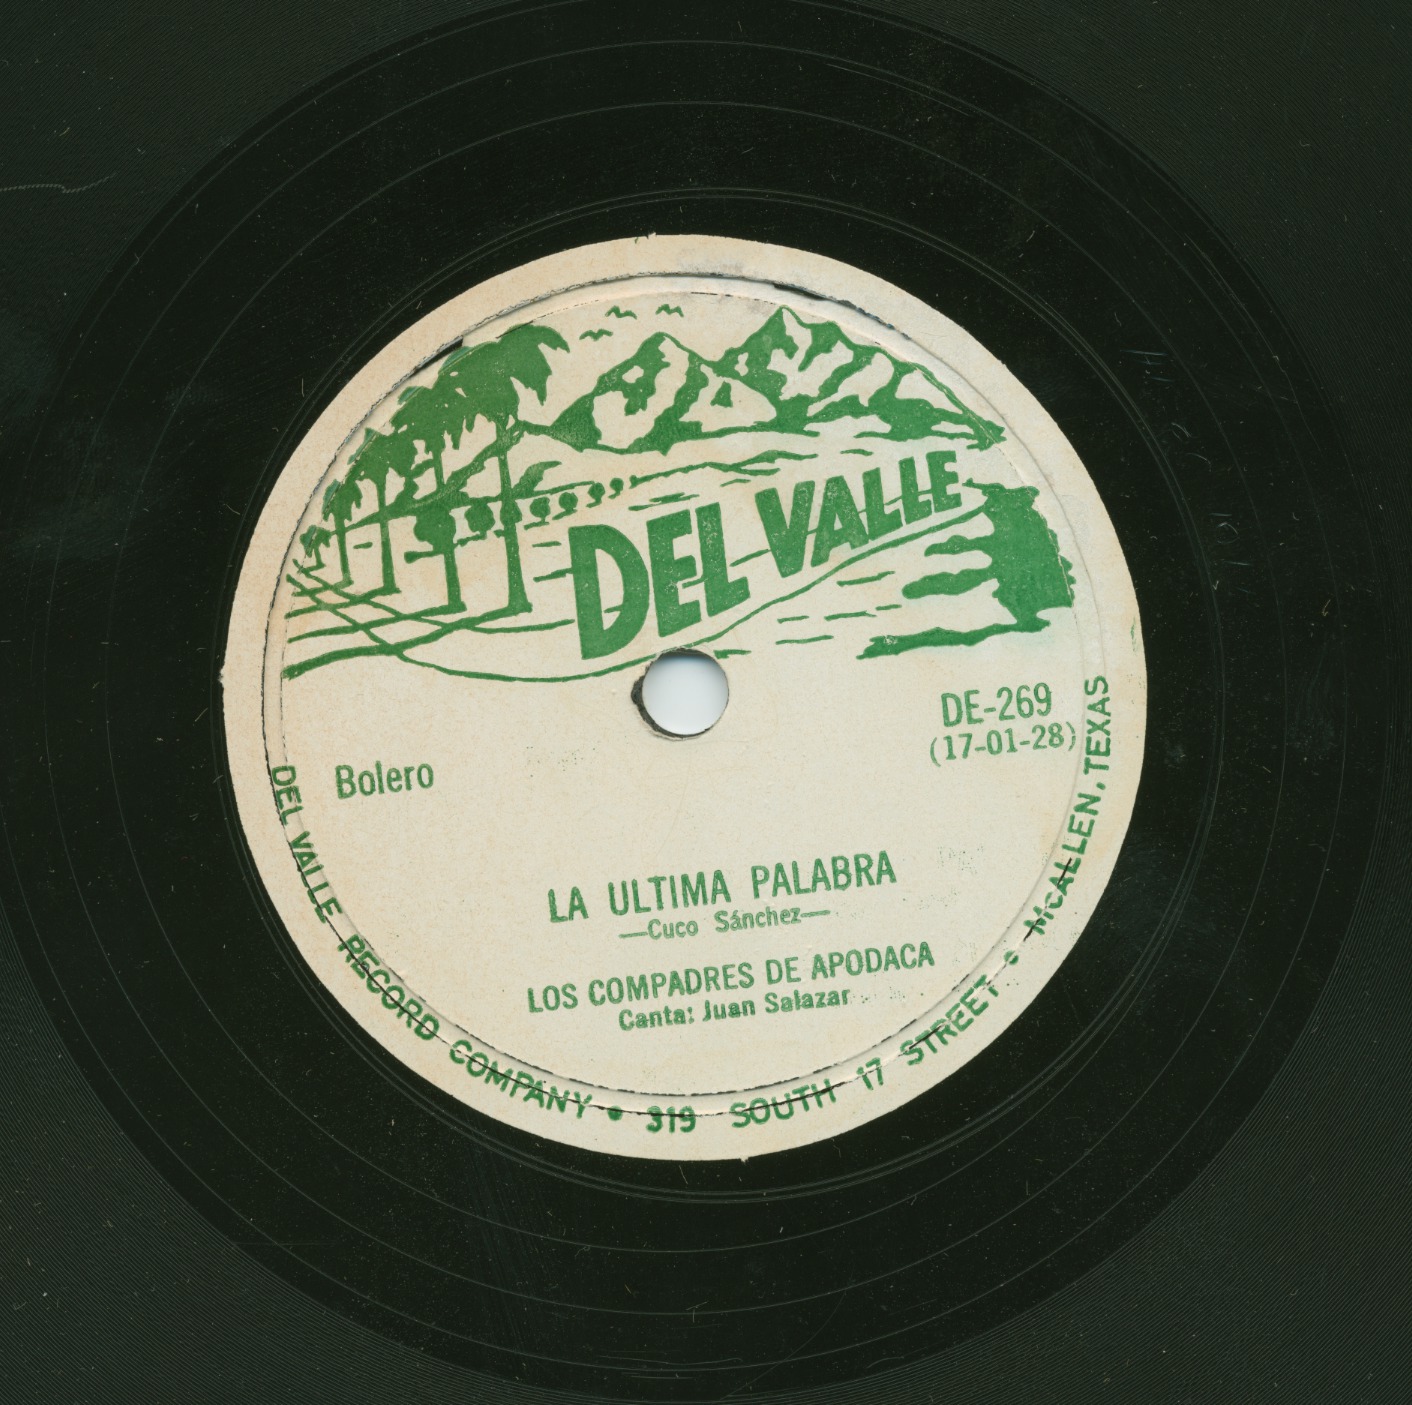 DEL VALLE
DE-269
(17-01-28)
Bolero
LA ULTIMA PALABRA
—Cuco Sánchez—
LOS COMPADRES DE APODACA
Canta: Juan Salazar
DEL VALLE RECORD COMPANY • 319 SOUTH 17 STREET • McALLEN, TEXAS